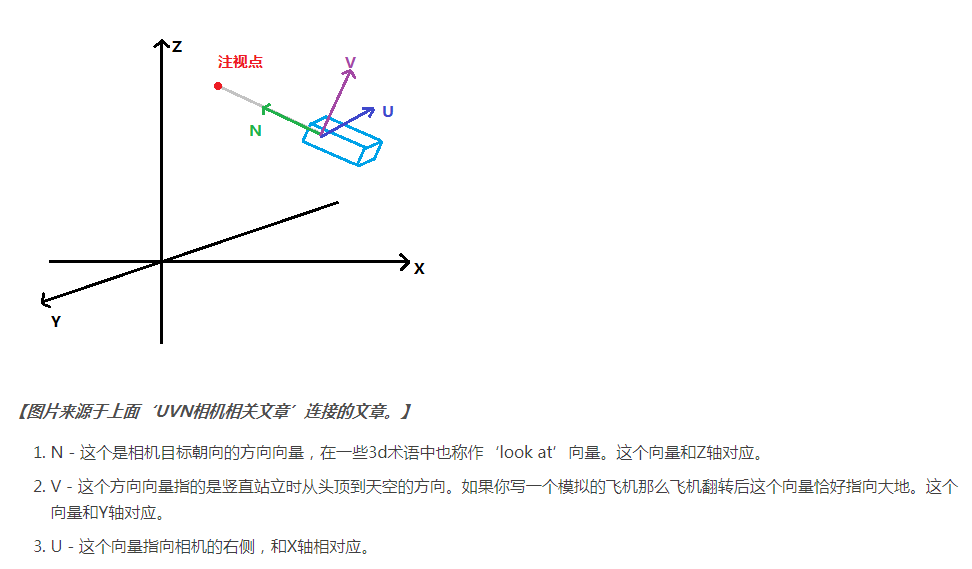 Z
注视点
V
U
N
X
Y
【图片来源于上面‘UVN相机相关文章’连接的文章。】
1. N - 这个是相机目标朝向的方向向量，在一些3d术语中也称作‘look at’向量。这个向量和Z轴对应。
2. V - 这个方向向量指的是竖直站立时从头顶到天空的方向。如果你写一个模拟的飞机那么飞机翻转后这个向量恰好指向大地。这个
向量和Y轴对应。
3. U - 这个向量指向相机的右侧，和X轴相对应。